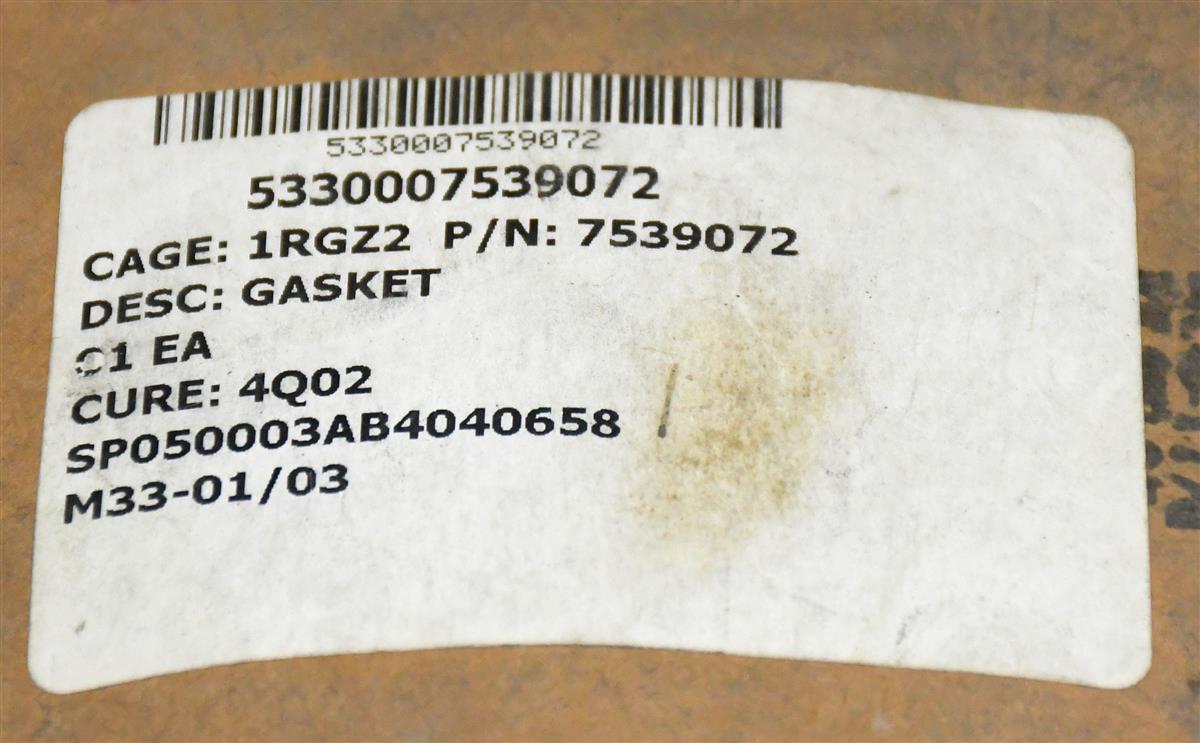 5330007539072
5330007539072
CAGE: 1RGZ2 P/N: 7539072
DESC: GASKET
01 EA
CURE: 4Q02
SP050003AB4040658
M33-01/03